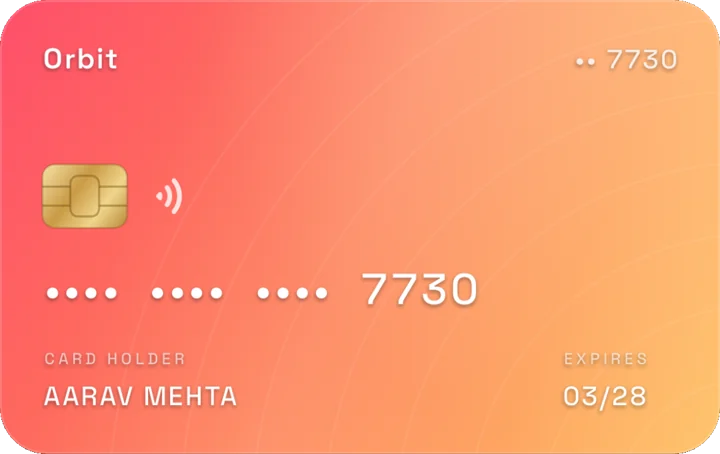 Orbit
•• 7730
•••• •••• •••• 7730
CARD HOLDER
AARAV MEHTA
EXPIRES
03/28